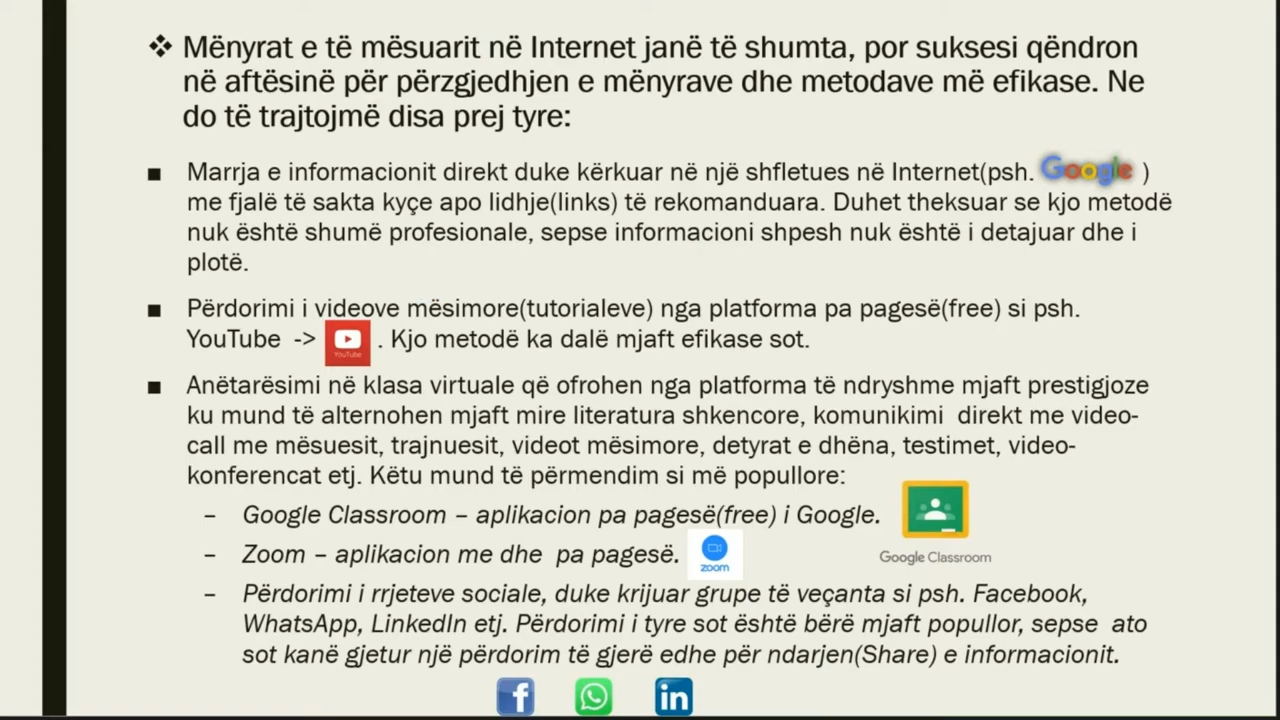 ❖ Mënyrat e të mësuarit në Internet janë të shumta, por suksesi qëndron
në aftësinë për përzgjedhjen e mënyrave dhe metodave më efikase. Ne
do të trajtojmë disa prej tyre:
■ Marrja e informacionit direkt duke kërkuar në një shfletues në Internet(psh. Google )
me fjalë të sakta kyçe apo lidhje(links) të rekomanduara. Duhet theksuar se kjo metodë
nuk është shumë profesionale, sepse informacioni shpesh nuk është i detajuar dhe i
plotë.
■ Përdorimi i videove mësimore(tutorialeve) nga platforma pa pagesë(free) si psh.
YouTube -> YouTube . Kjo metodë ka dalë mjaft efikase sot.
■ Anëtarësimi në klasa virtuale që ofrohen nga platforma të ndryshme mjaft prestigjoze
ku mund të alternohen mjaft mire literatura shkencore, komunikimi direkt me video-
call me mësuesit, trajnuesit, videot mësimore, detyrat e dhëna, testimet, video-
konferencat etj. Këtu mund të përmendim si më popullore:
– Google Classroom – aplikacion pa pagesë(free) i Google.
Google Classroom
– Zoom – aplikacion me dhe pa pagesë. zoom
– Përdorimi i rrjeteve sociale, duke krijuar grupe të veçanta si psh. Facebook,
WhatsApp, LinkedIn etj. Përdorimi i tyre sot është bërë mjaft popullor, sepse ato
sot kanë gjetur një përdorim të gjerë edhe për ndarjen(Share) e informacionit.
f in